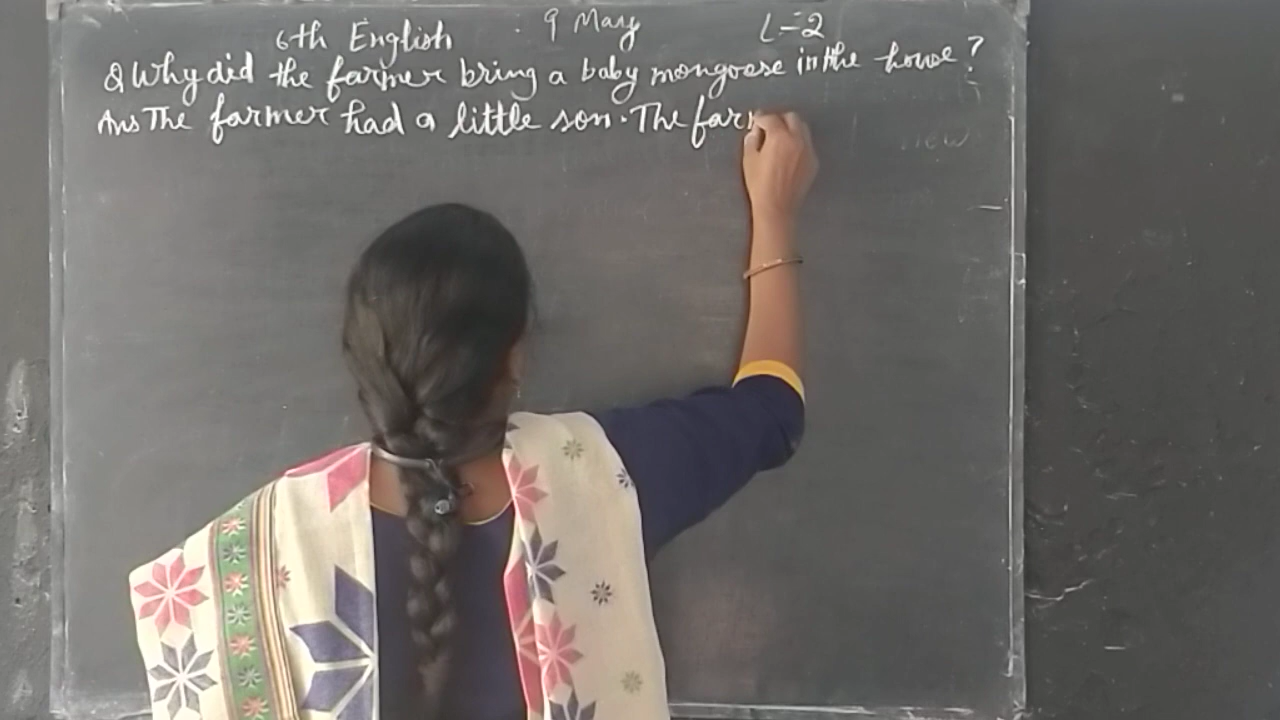 6th English 9 May L-2
Q Why did the farmer bring a baby mongoose in the house ?
Ans The farmer had a little son. The far
new